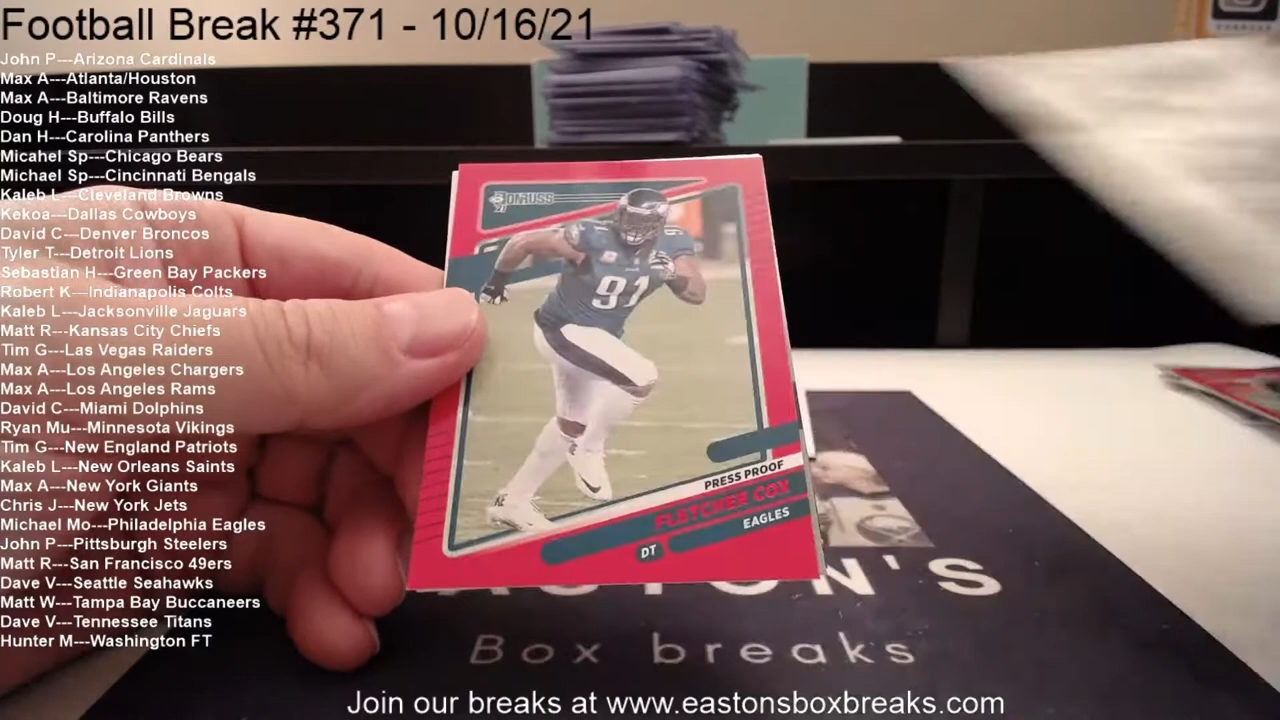 Football Break #371 - 10/16/21
John P---Arizona Cardinals
Max A---Atlanta/Houston
Max A---Baltimore Ravens
Doug H---Buffalo Bills
Dan H---Carolina Panthers
Micahel Sp---Chicago Bears
Michael Sp---Cincinnati Bengals
Kaleb L---Cleveland Browns
Kekoa---Dallas Cowboys
David C---Denver Broncos
Tyler T---Detroit Lions
Sebastian H---Green Bay Packers
Robert K---Indianapolis Colts
Kaleb L---Jacksonville Jaguars
Matt R---Kansas City Chiefs
Tim G---Las Vegas Raiders
Max A---Los Angeles Chargers
Max A---Los Angeles Rams
David C---Miami Dolphins
Ryan Mu---Minnesota Vikings
Tim G---New England Patriots
Kaleb L---New Orleans Saints
Max A---New York Giants
Chris J---New York Jets
Michael Mo---Philadelphia Eagles
John P---Pittsburgh Steelers
Matt R---San Francisco 49ers
Dave V---Seattle Seahawks
Matt W---Tampa Bay Buccaneers
Dave V---Tennessee Titans
Hunter M---Washington FT
DONRUSS
21
91
PRESS PROOF
FLETCHER COX
EAGLES
DT
Box breaks
Join our breaks at www.eastonsboxbreaks.com